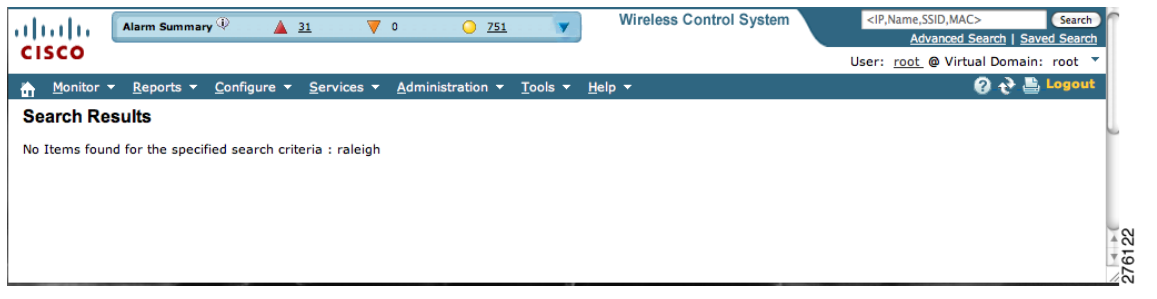 Alarm Summary 31 0 751
Wireless Control System
<IP,Name,SSID,MAC> Search
Advanced Search | Saved Search
CISCO
User: root @ Virtual Domain: root
Monitor Reports Configure Services Administration Tools Help Logout
Search Results
No Items found for the specified search criteria : raleigh
276122